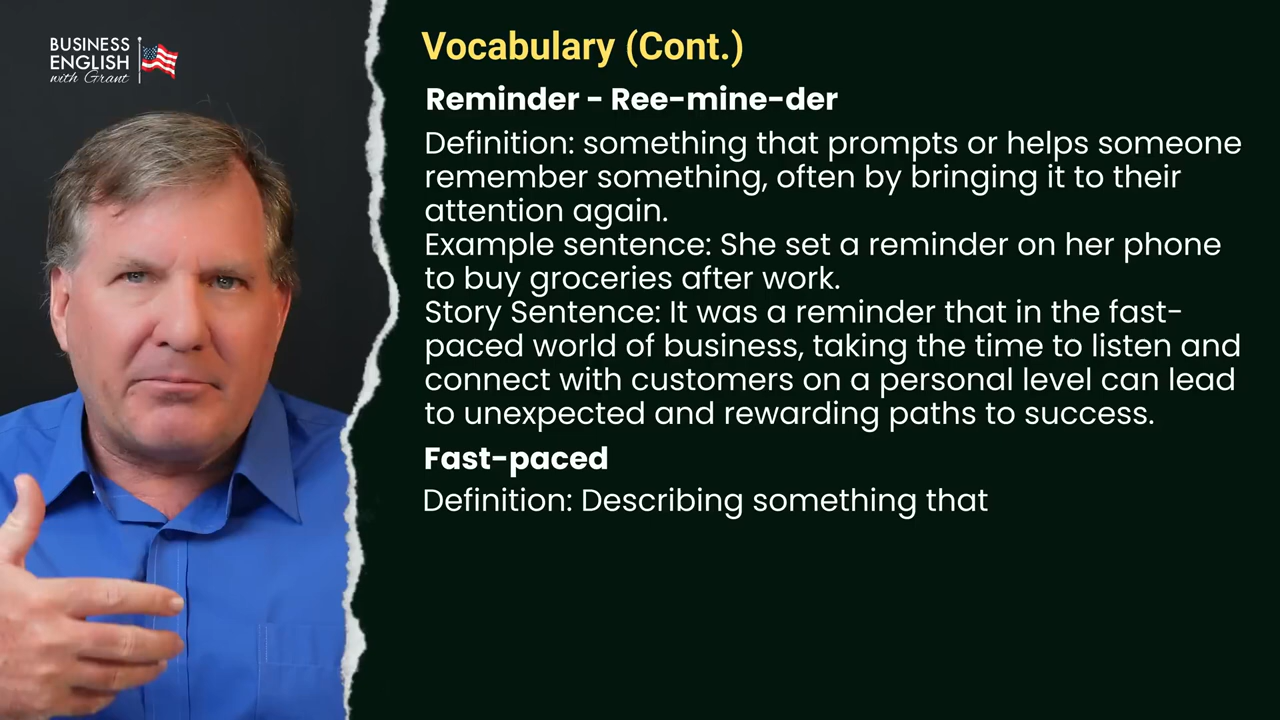 BUSINESS
ENGLISH
with Grant
Vocabulary (Cont.)
Reminder - Ree-mine-der
Definition: something that prompts or helps someone
remember something, often by bringing it to their
attention again.
Example sentence: She set a reminder on her phone
to buy groceries after work.
Story Sentence: It was a reminder that in the fast-
paced world of business, taking the time to listen and
connect with customers on a personal level can lead
to unexpected and rewarding paths to success.
Fast-paced
Definition: Describing something that